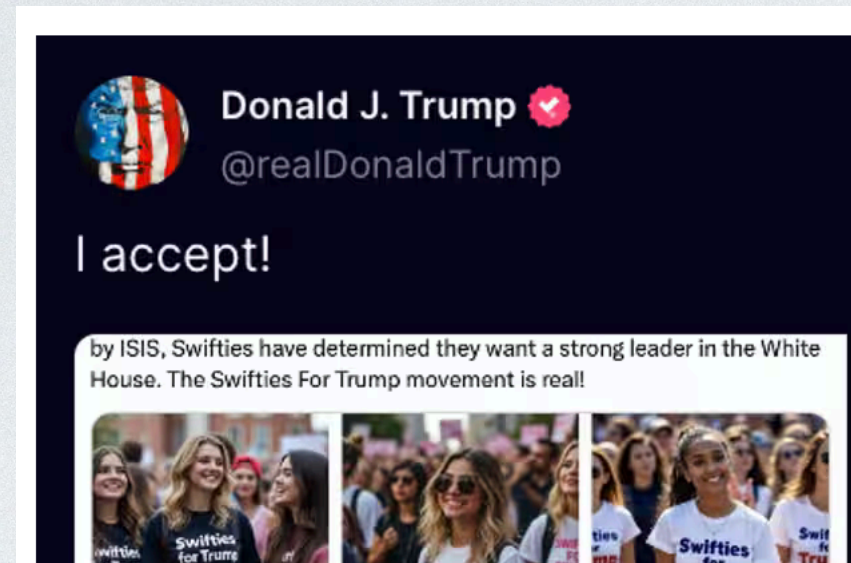 Donald J. Trump
@realDonaldTrump
I accept!
by ISIS, Swifties have determined they want a strong leader in the White
House. The Swifties For Trump movement is real!
Swifties
for Trump
Swifties
for